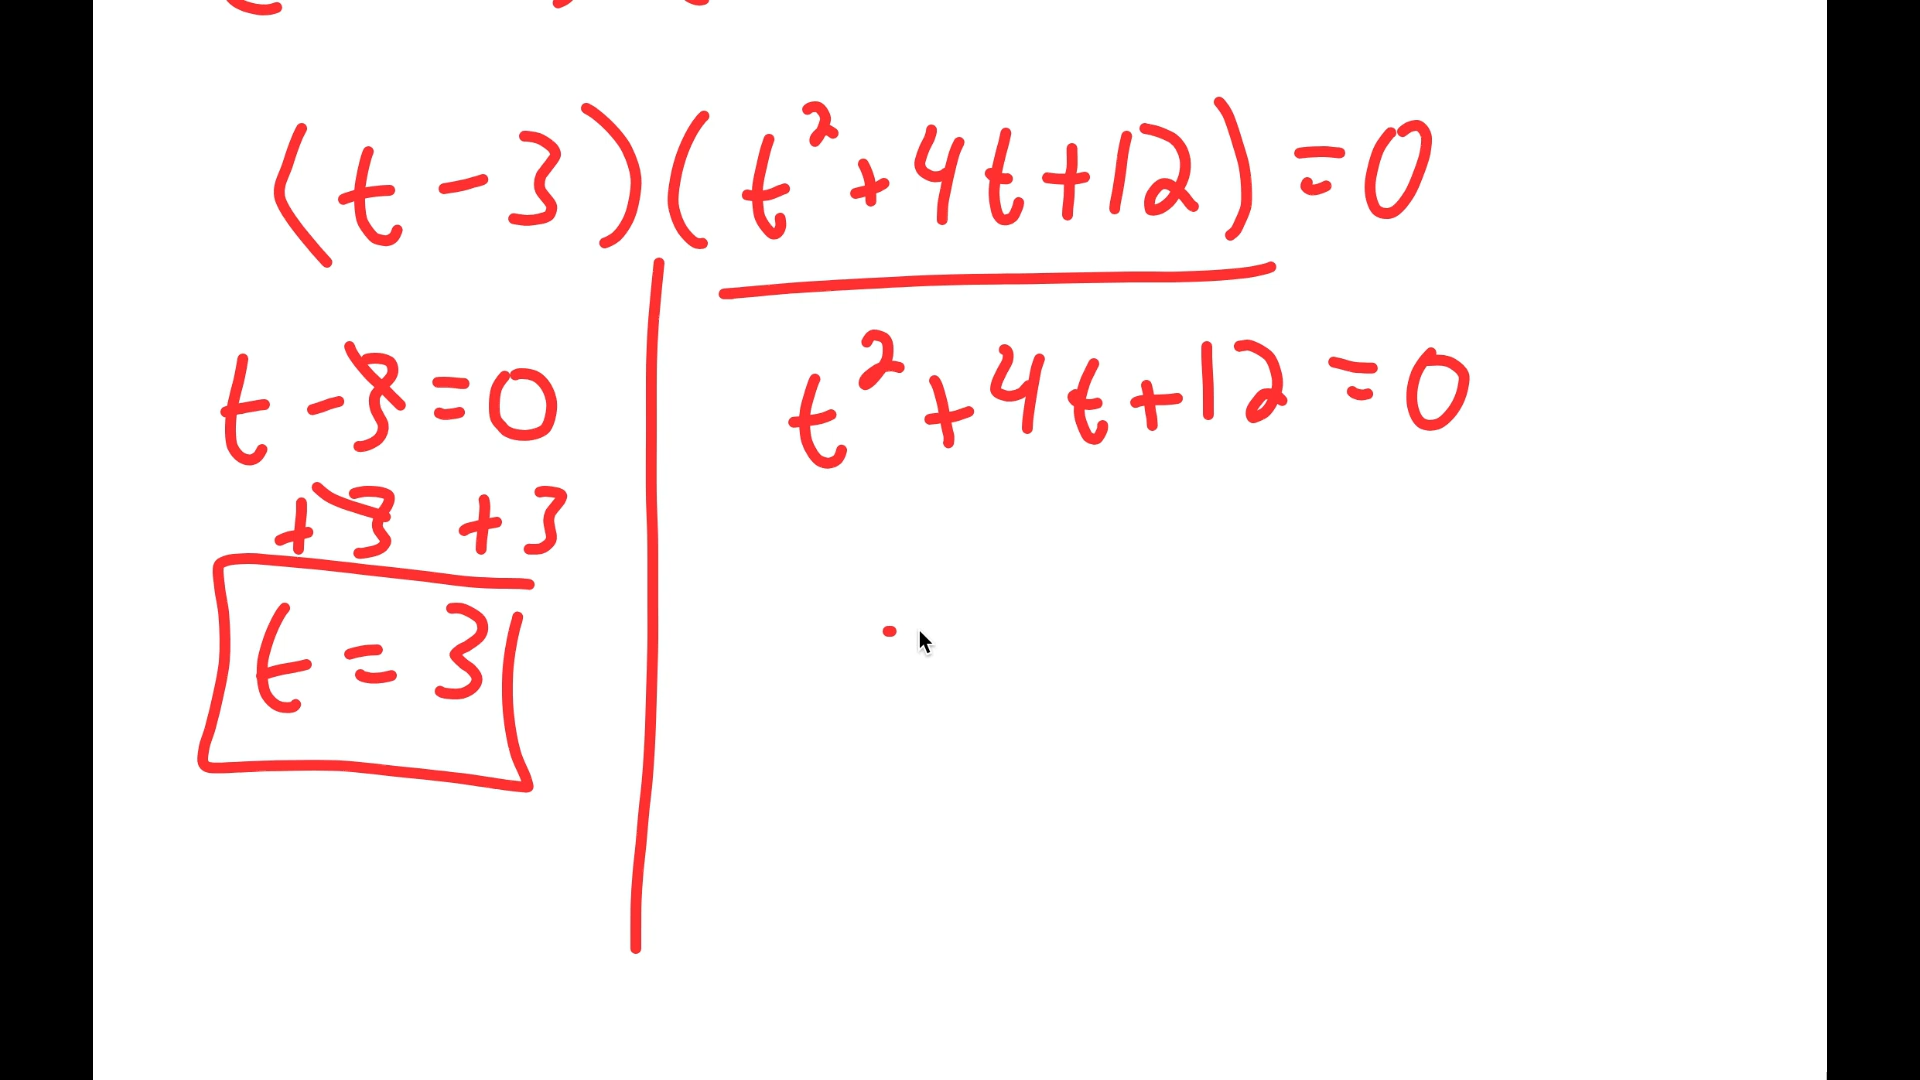 (t - 3)(t² + 4t + 12) = 0
t - 3 = 0
+ 3 + 3
t = 3
t² + 4t + 12 = 0